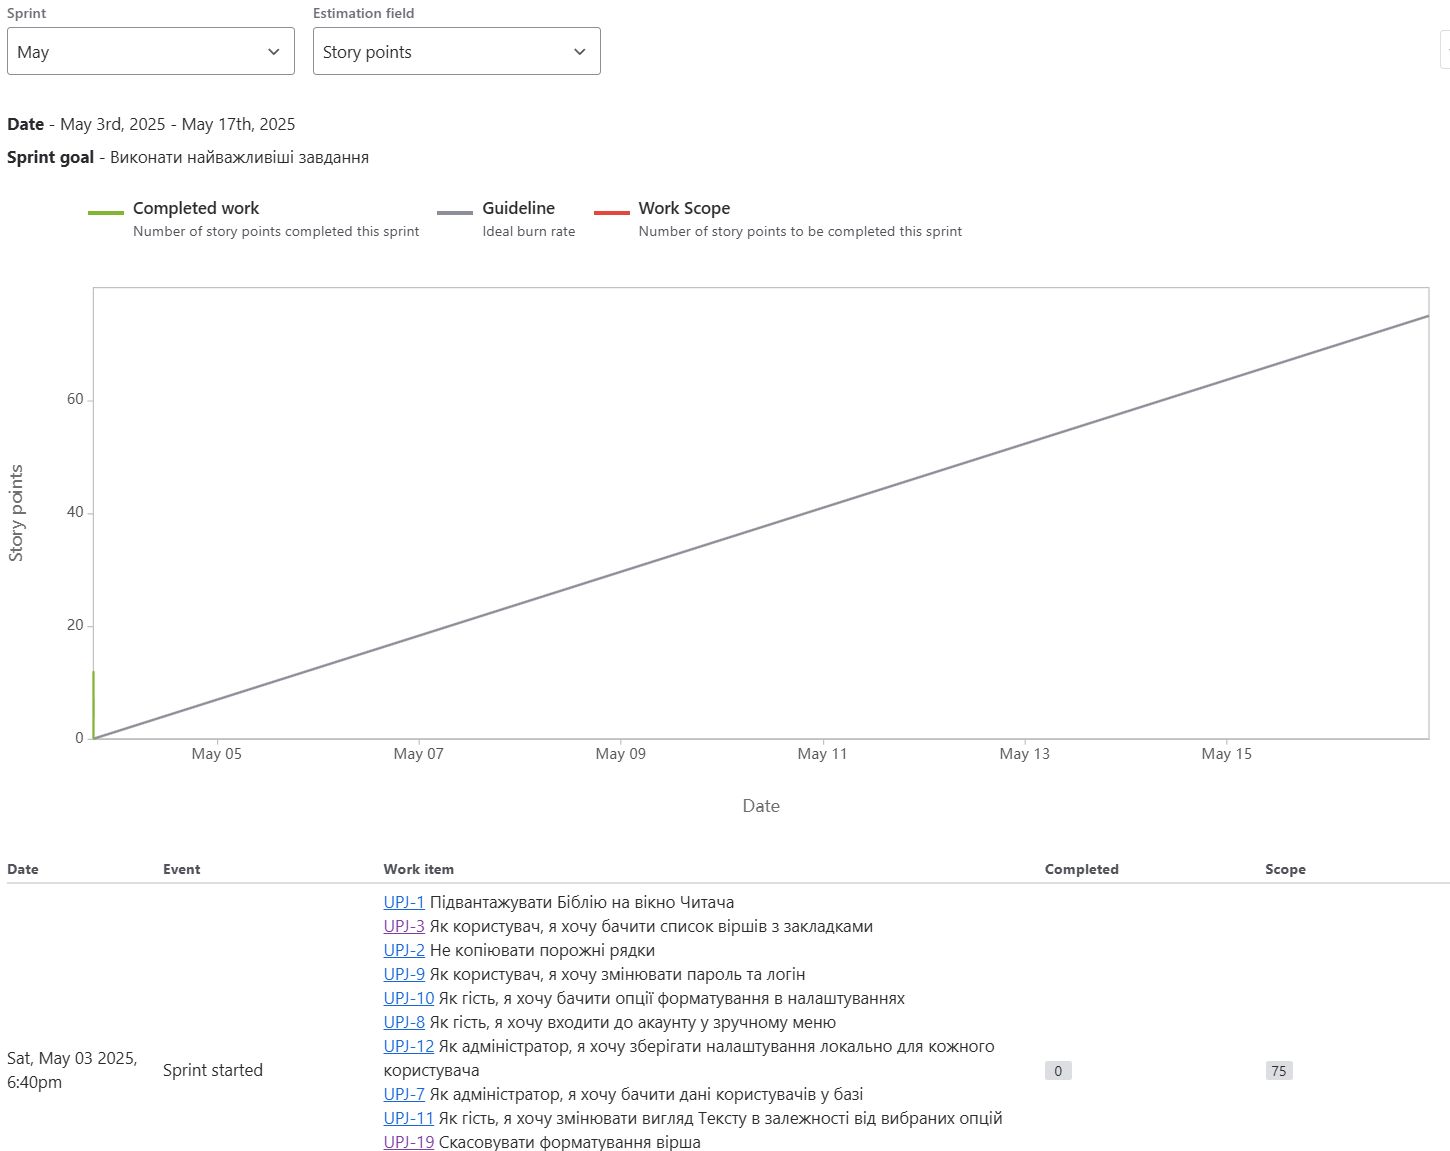 Sprint
Estimation field
May
Story points
Date - May 3rd, 2025 - May 17th, 2025
Sprint goal - Виконати найважливіші завдання
Completed work
Number of story points completed this sprint
Guideline
Ideal burn rate
Work Scope
Number of story points to be completed this sprint
Story points
60
40
20
0
May 05
May 07
May 09
May 11
May 13
May 15
Date
Date
Event
Work item
Completed
Scope
Sat, May 03 2025,
6:40pm
Sprint started
UPJ-1 Підвантажувати Біблію на вікно Читача
UPJ-3 Як користувач, я хочу бачити список віршів з закладками
UPJ-2 Не копіювати порожні рядки
UPJ-9 Як користувач, я хочу змінювати пароль та логін
UPJ-10 Як гість, я хочу бачити опції форматування в налаштуваннях
UPJ-8 Як гість, я хочу входити до акаунту у зручному меню
UPJ-12 Як адміністратор, я хочу зберігати налаштування локально для кожного
користувача
UPJ-7 Як адміністратор, я хочу бачити дані користувачів у базі
UPJ-11 Як гість, я хочу змінювати вигляд Тексту в залежності від вибраних опцій
UPJ-19 Скасовувати форматування вірша
0
75